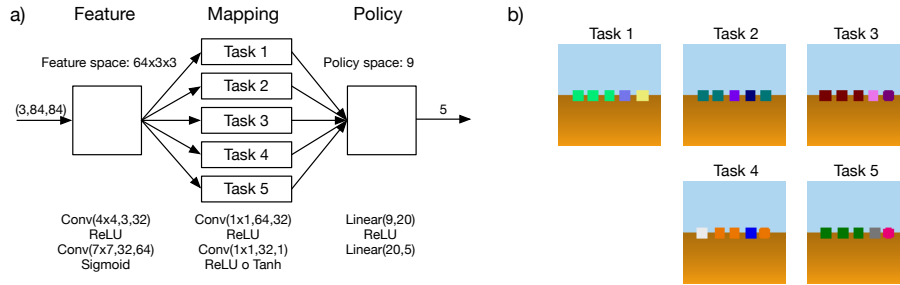 a)
Feature
Mapping
Policy
Feature space: 64x3x3
Policy space: 9
(3,84,84)
Task 1
Task 2
Task 3
Task 4
Task 5
5
Conv(4x4,3,32)
ReLU
Conv(7x7,32,64)
Sigmoid
Conv(1x1,64,32)
ReLU
Conv(1x1,32,1)
ReLU o Tanh
Linear(9,20)
ReLU
Linear(20,5)
b)
Task 1
Task 2
Task 3
Task 4
Task 5